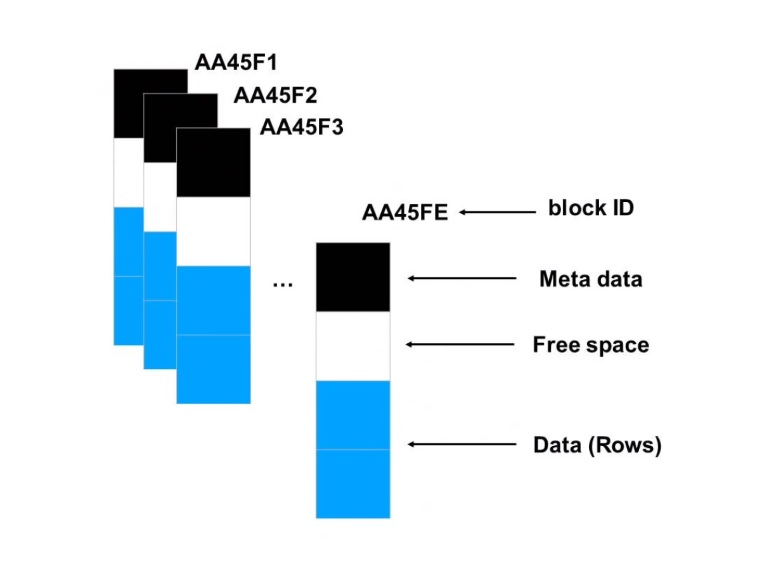 AA45F1
AA45F2
AA45F3
AA45FE
block ID
...
Meta data
Free space
Data (Rows)